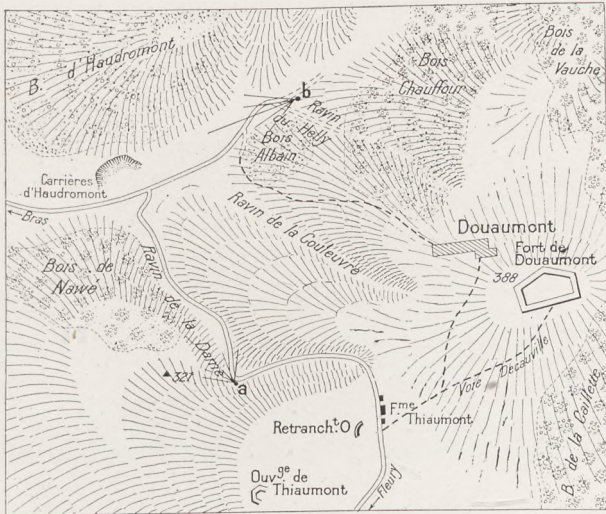 B. d'Haudromont
Bois
de la
Vauche
Bois
Chauffour
b
Ravin
du Helly
Bois
Albain
Carrières
d'Haudromont
Bras
Ravin de la Couleuvre
Douaumont
Fort de
Douaumont
388
Bois de
Nawé
Ravin de la Dame
321
a
Voie Decauville
Fme
Thiaumont
Retrancht. O
B. de la Caillette
Ouvge de
Thiaumont
Fleury